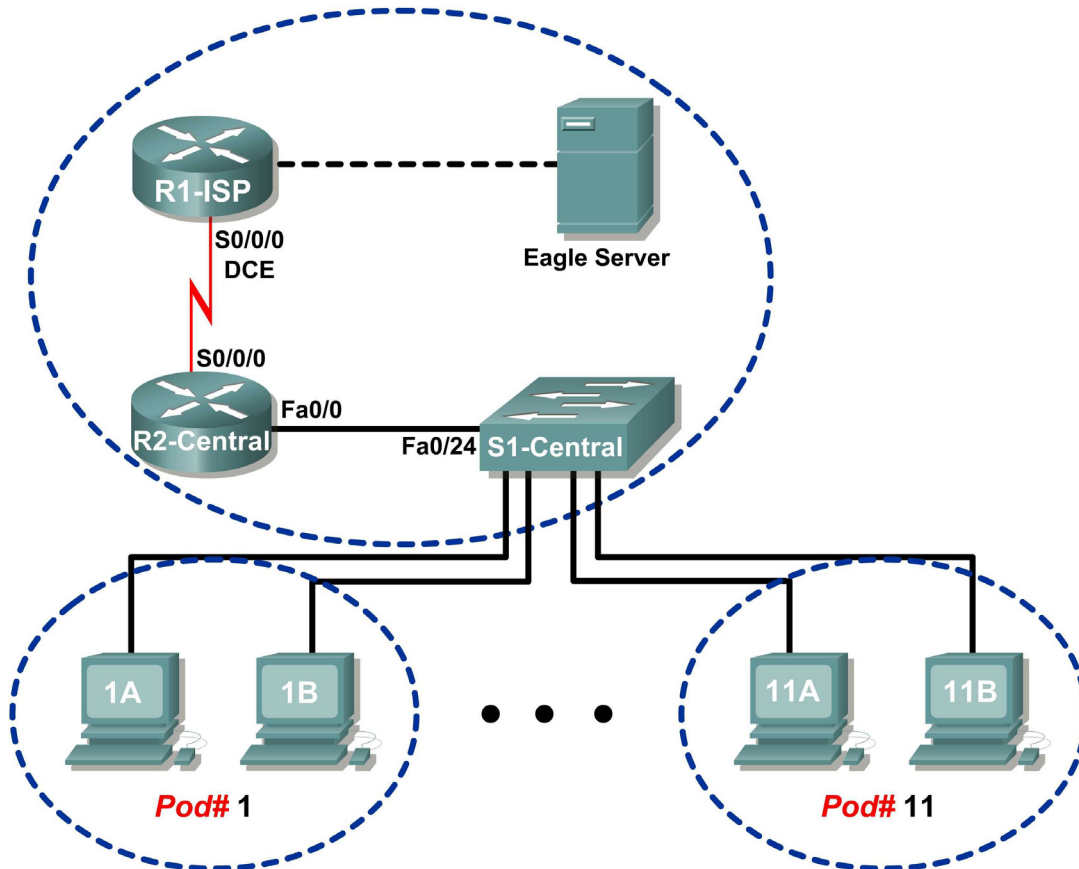 R1-ISP
S0/0/0
DCE
Eagle Server
S0/0/0
R2-Central
Fa0/0
Fa0/24
S1-Central
1A
1B
11A
11B
Pod# 1
Pod# 11